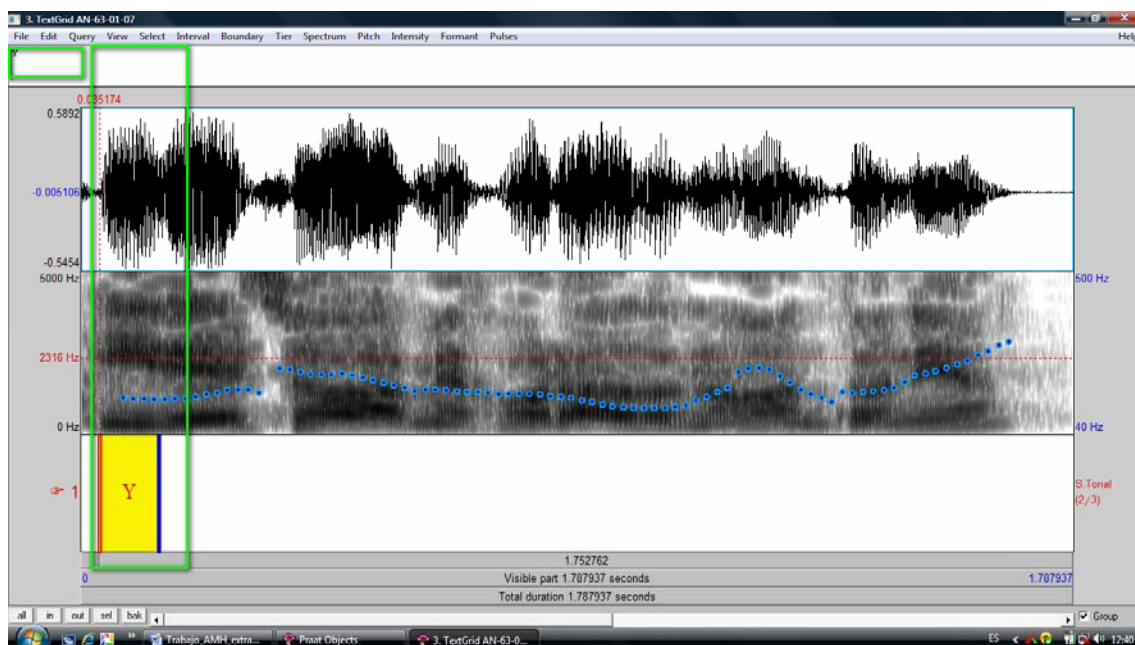 3. TextGrid AN-63-01-07
File Edit Query View Select Interval Boundary Tier Spectrum Pitch Intensity Formant Pulses Help
Y
0.035174
0.5892
-0.005106
-0.5454
5000 Hz 500 Hz
2316 Hz
0 Hz 40 Hz
1 Y S.Tonal
(2/3)
1.752762
0 Visible part 1.787937 seconds 1.787937
Total duration 1.787937 seconds
all in out sel bak Group
Trabajo_AMH_extra... Praat Objects 3. TextGrid AN-63-0... ES 12:40